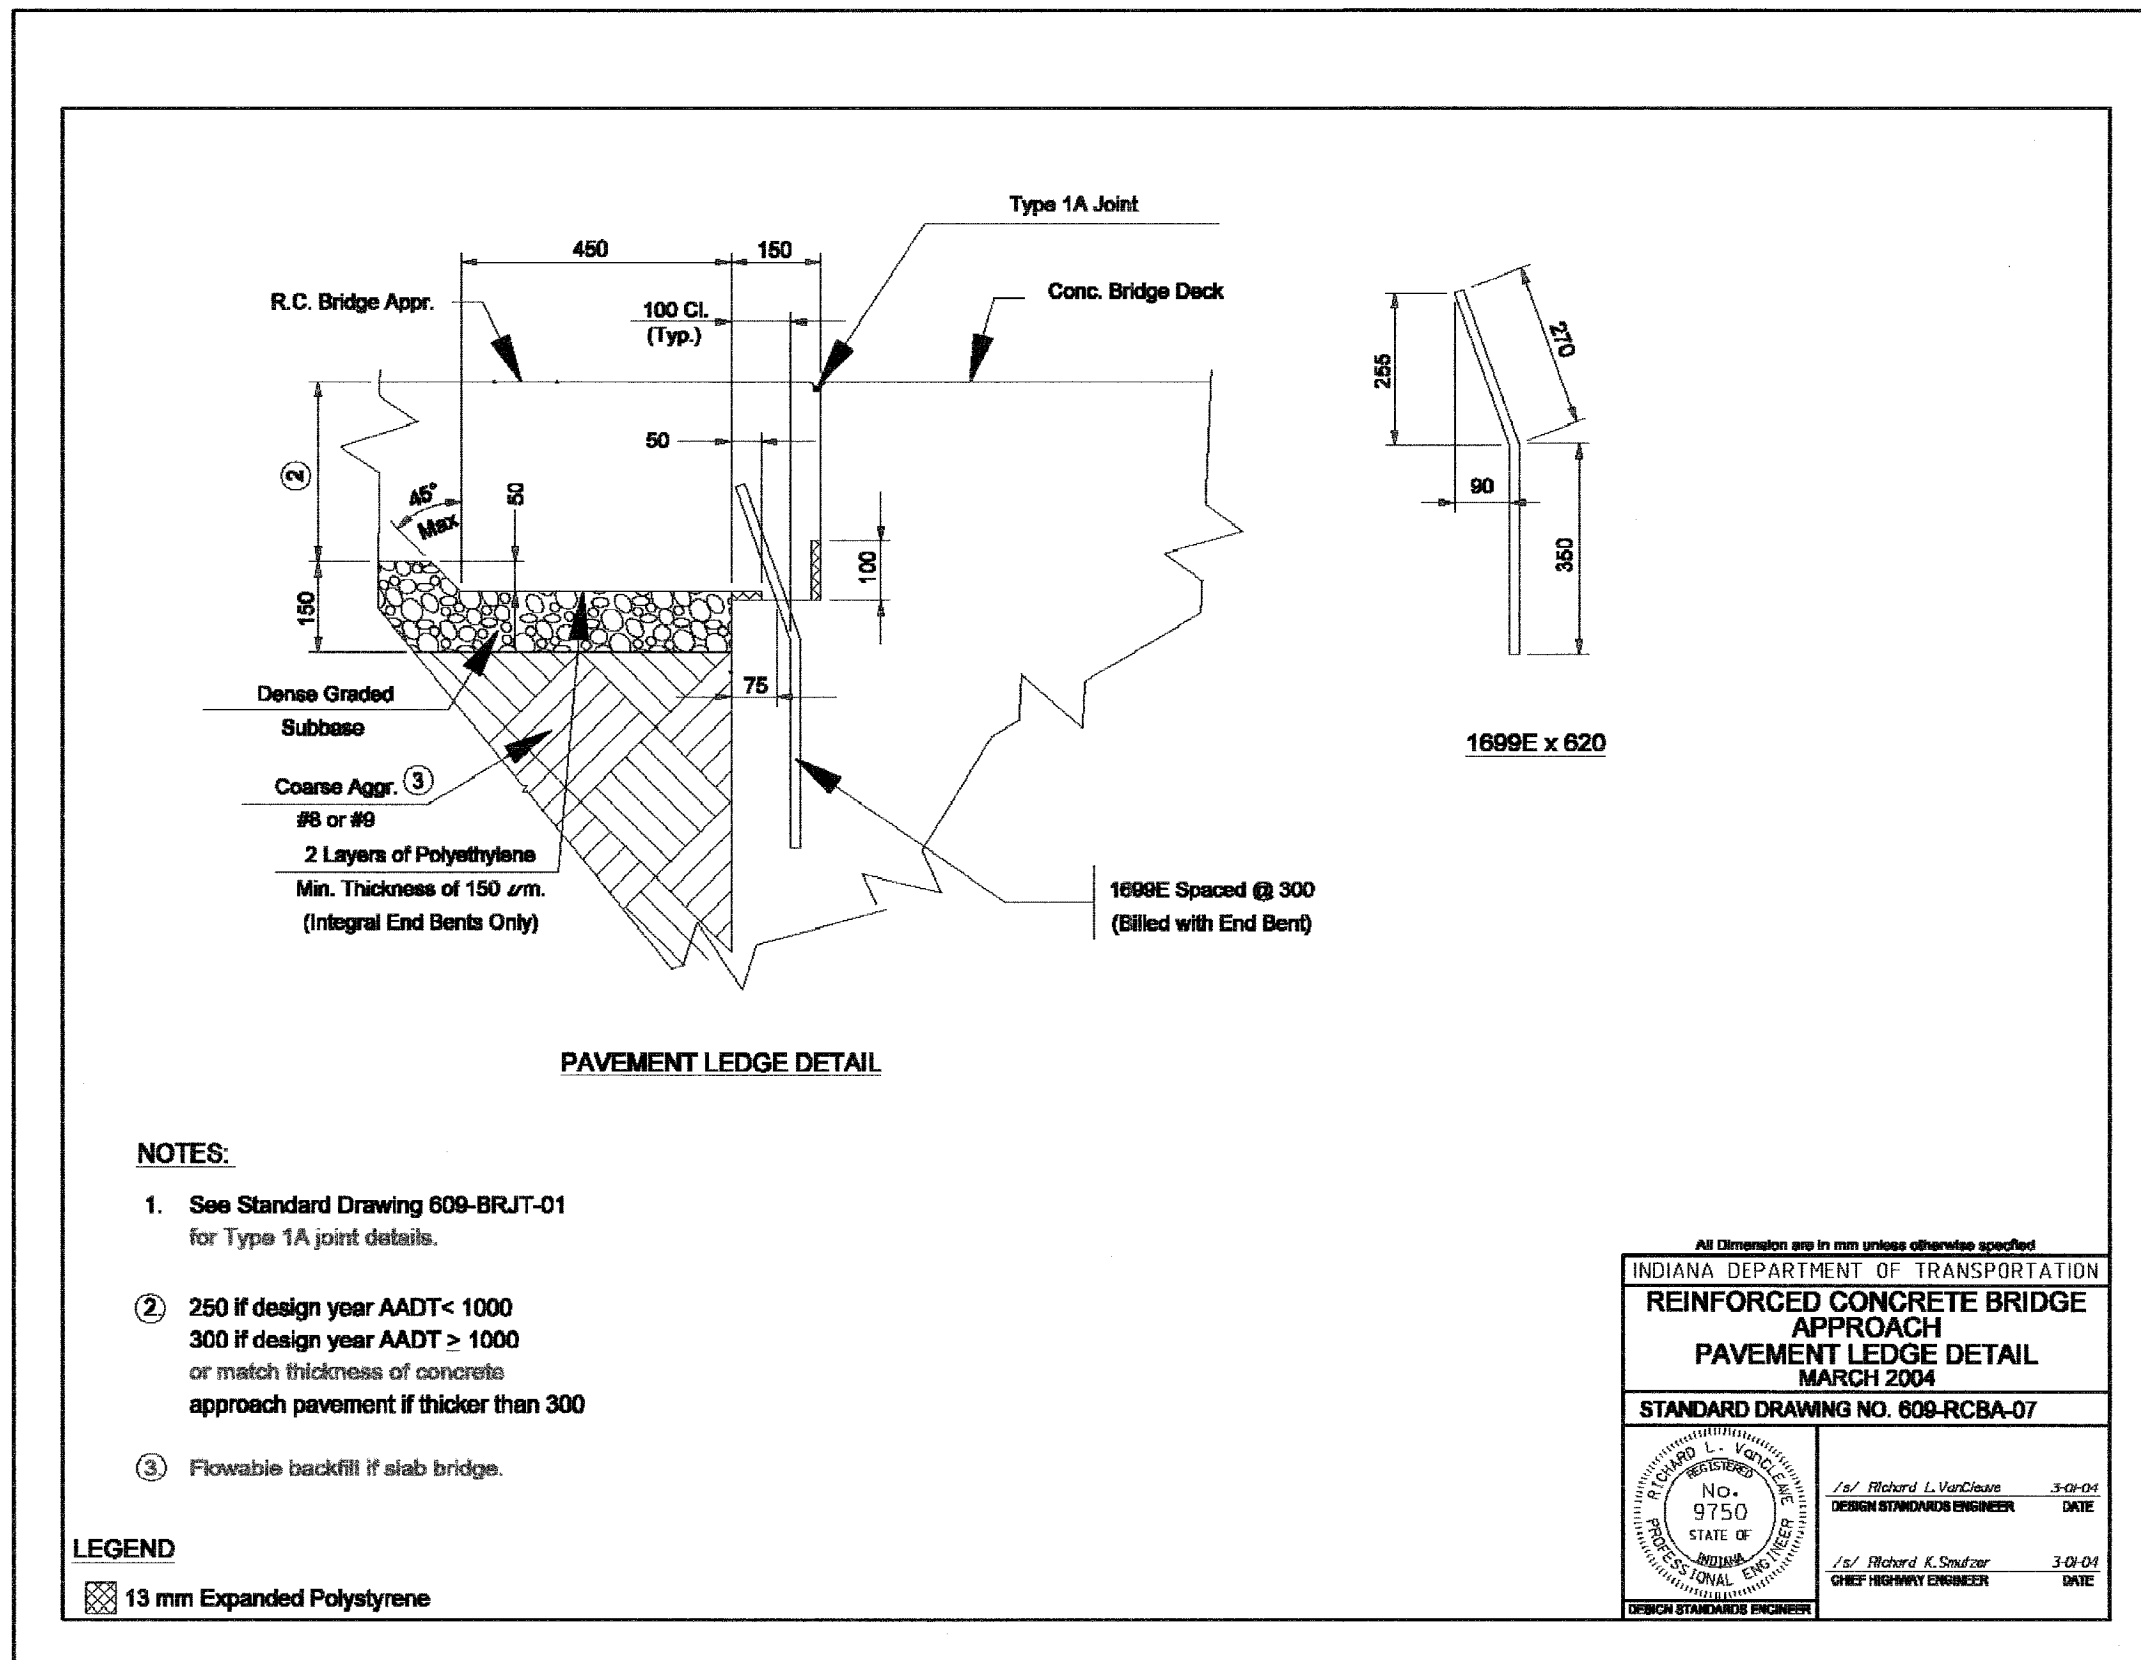 Type 1A Joint
450
150
R.C. Bridge Appr.
100 Cl.
(Typ.)
Conc. Bridge Deck
270
255
50
2
45°
Max
50
90
100
350
150
75
Dense Graded
Subbase
1699E x 620
Coarse Aggr. 3
#8 or #9
2 Layers of Polyethylene
Min. Thickness of 150 µm.
(Integral End Bents Only)
1699E Spaced @ 300
(Billed with End Bent)
PAVEMENT LEDGE DETAIL
NOTES:
1. See Standard Drawing 609-BRJT-01
for Type 1A joint details.
2. 250 if design year AADT< 1000
300 if design year AADT ≥ 1000
or match thickness of concrete
approach pavement if thicker than 300
3. Flowable backfill if slab bridge.
LEGEND
13 mm Expanded Polystyrene
All Dimension are in mm unless otherwise specified
INDIANA DEPARTMENT OF TRANSPORTATION
REINFORCED CONCRETE BRIDGE
APPROACH
PAVEMENT LEDGE DETAIL
MARCH 2004
STANDARD DRAWING NO. 609-RCBA-07
RICHARD L. VANCLEAVE
REGISTERED
No.
9750
STATE OF
INDIANA
PROFESSIONAL ENGINEER
DESIGN STANDARDS ENGINEER
/s/ Richard L. VanCleave 3-01-04
DESIGN STANDARDS ENGINEER DATE
/s/ Richard K. Smutzer 3-01-04
CHIEF HIGHWAY ENGINEER DATE